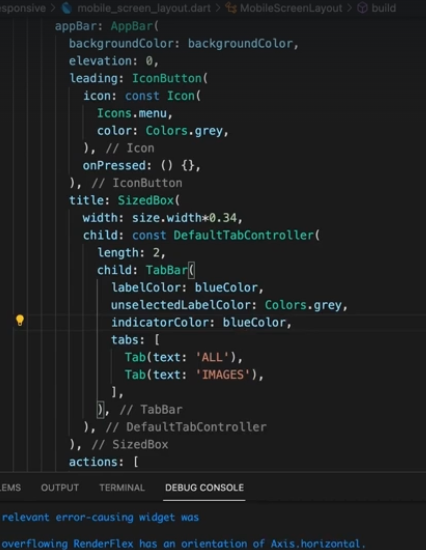 esponsive > mobile_screen_layout.dart > MobileScreenLayout > build
appBar: AppBar(
backgroundColor: backgroundColor,
elevation: 0,
leading: IconButton(
icon: const Icon(
Icons.menu,
color: Colors.grey,
), // Icon
onPressed: () {},
), // IconButton
title: SizedBox(
width: size.width*0.34,
child: const DefaultTabController(
length: 2,
child: TabBar(
labelColor: blueColor,
unselectedLabelColor: Colors.grey,
indicatorColor: blueColor,
tabs: [
Tab(text: 'ALL'),
Tab(text: 'IMAGES'),
],
), // TabBar
), // DefaultTabController
), // SizedBox
actions: [
LEMS OUTPUT TERMINAL DEBUG CONSOLE
relevant error-causing widget was
overflowing RenderFlex has an orientation of Axis.horizontal.